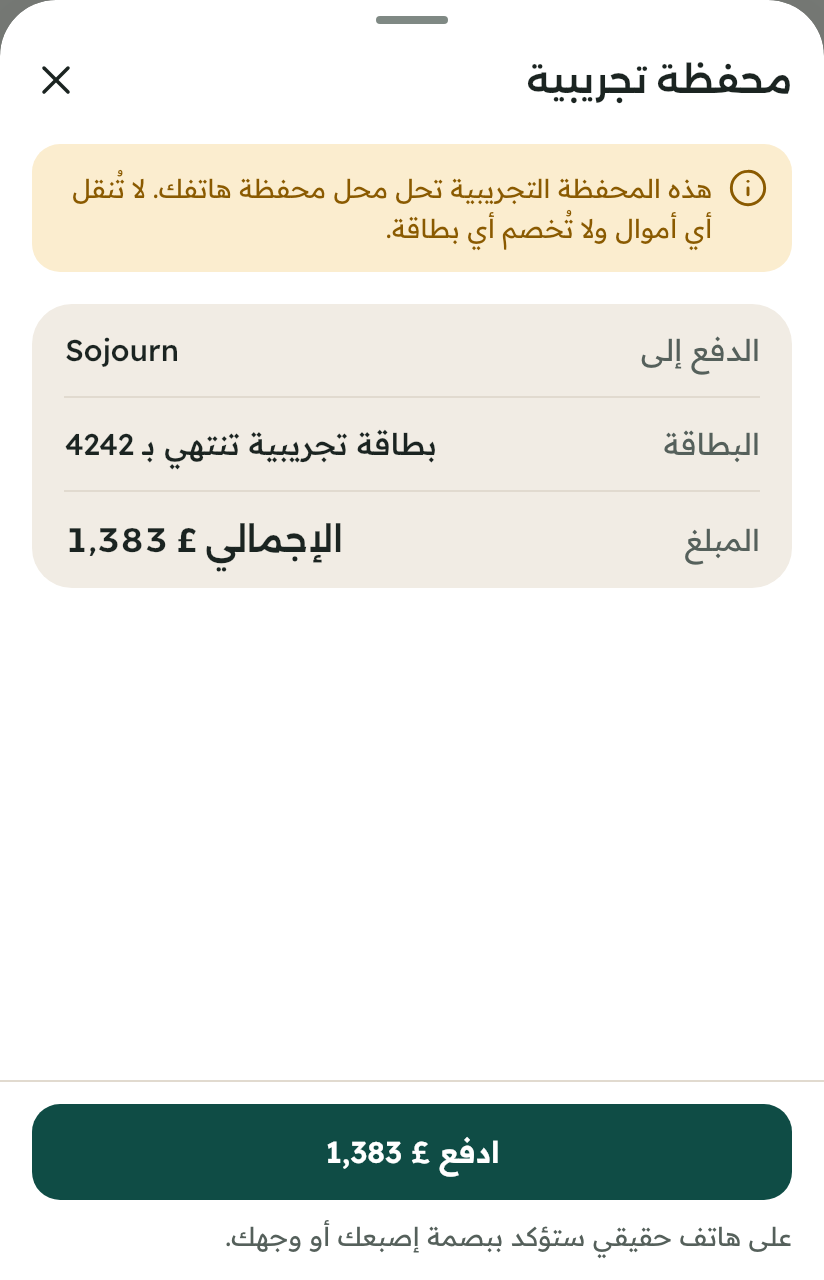 محفظة تجريبية
هذه المحفظة التجريبية تحل محل محفظة هاتفك. لا تُنقل
أي أموال ولا تُخصم أي بطاقة.
الدفع إلى Sojourn
البطاقة بطاقة تجريبية تنتهي بـ 4242
المبلغ الإجمالي £ 1,383
ادفع £ 1,383
على هاتف حقيقي ستؤكد ببصمة إصبعك أو وجهك.